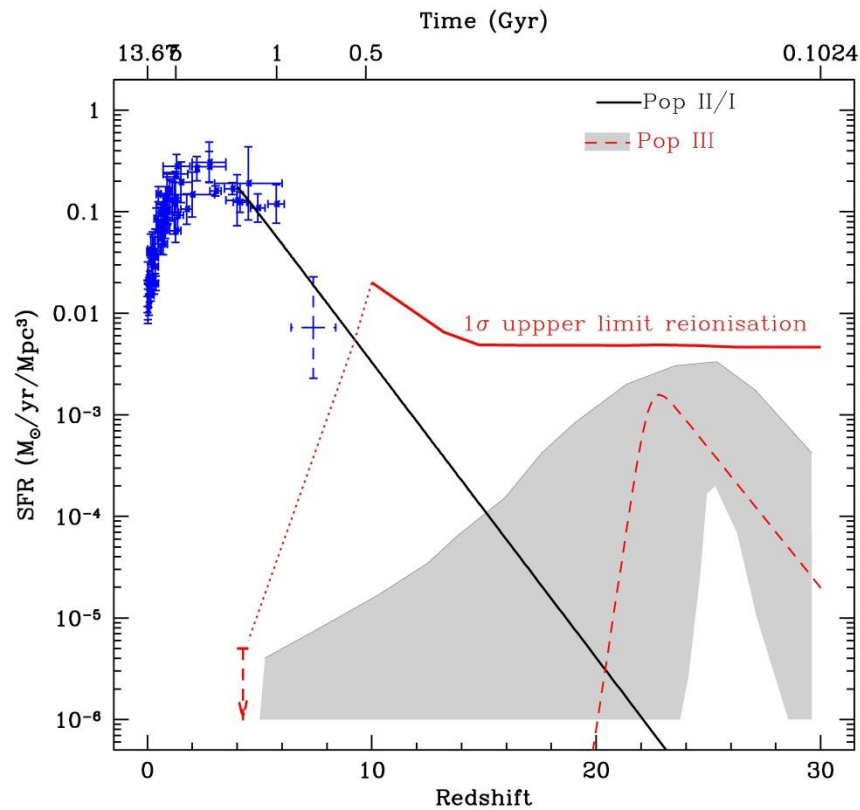 Time (Gyr)
13.675 1 0.5 0.1024
Pop II/I
Pop III
1σ uppper limit reionisation
1
0.1
0.01
10⁻³
10⁻⁴
10⁻⁵
10⁻⁶
SFR (M☉/yr/Mpc³)
0 10 20 30
Redshift